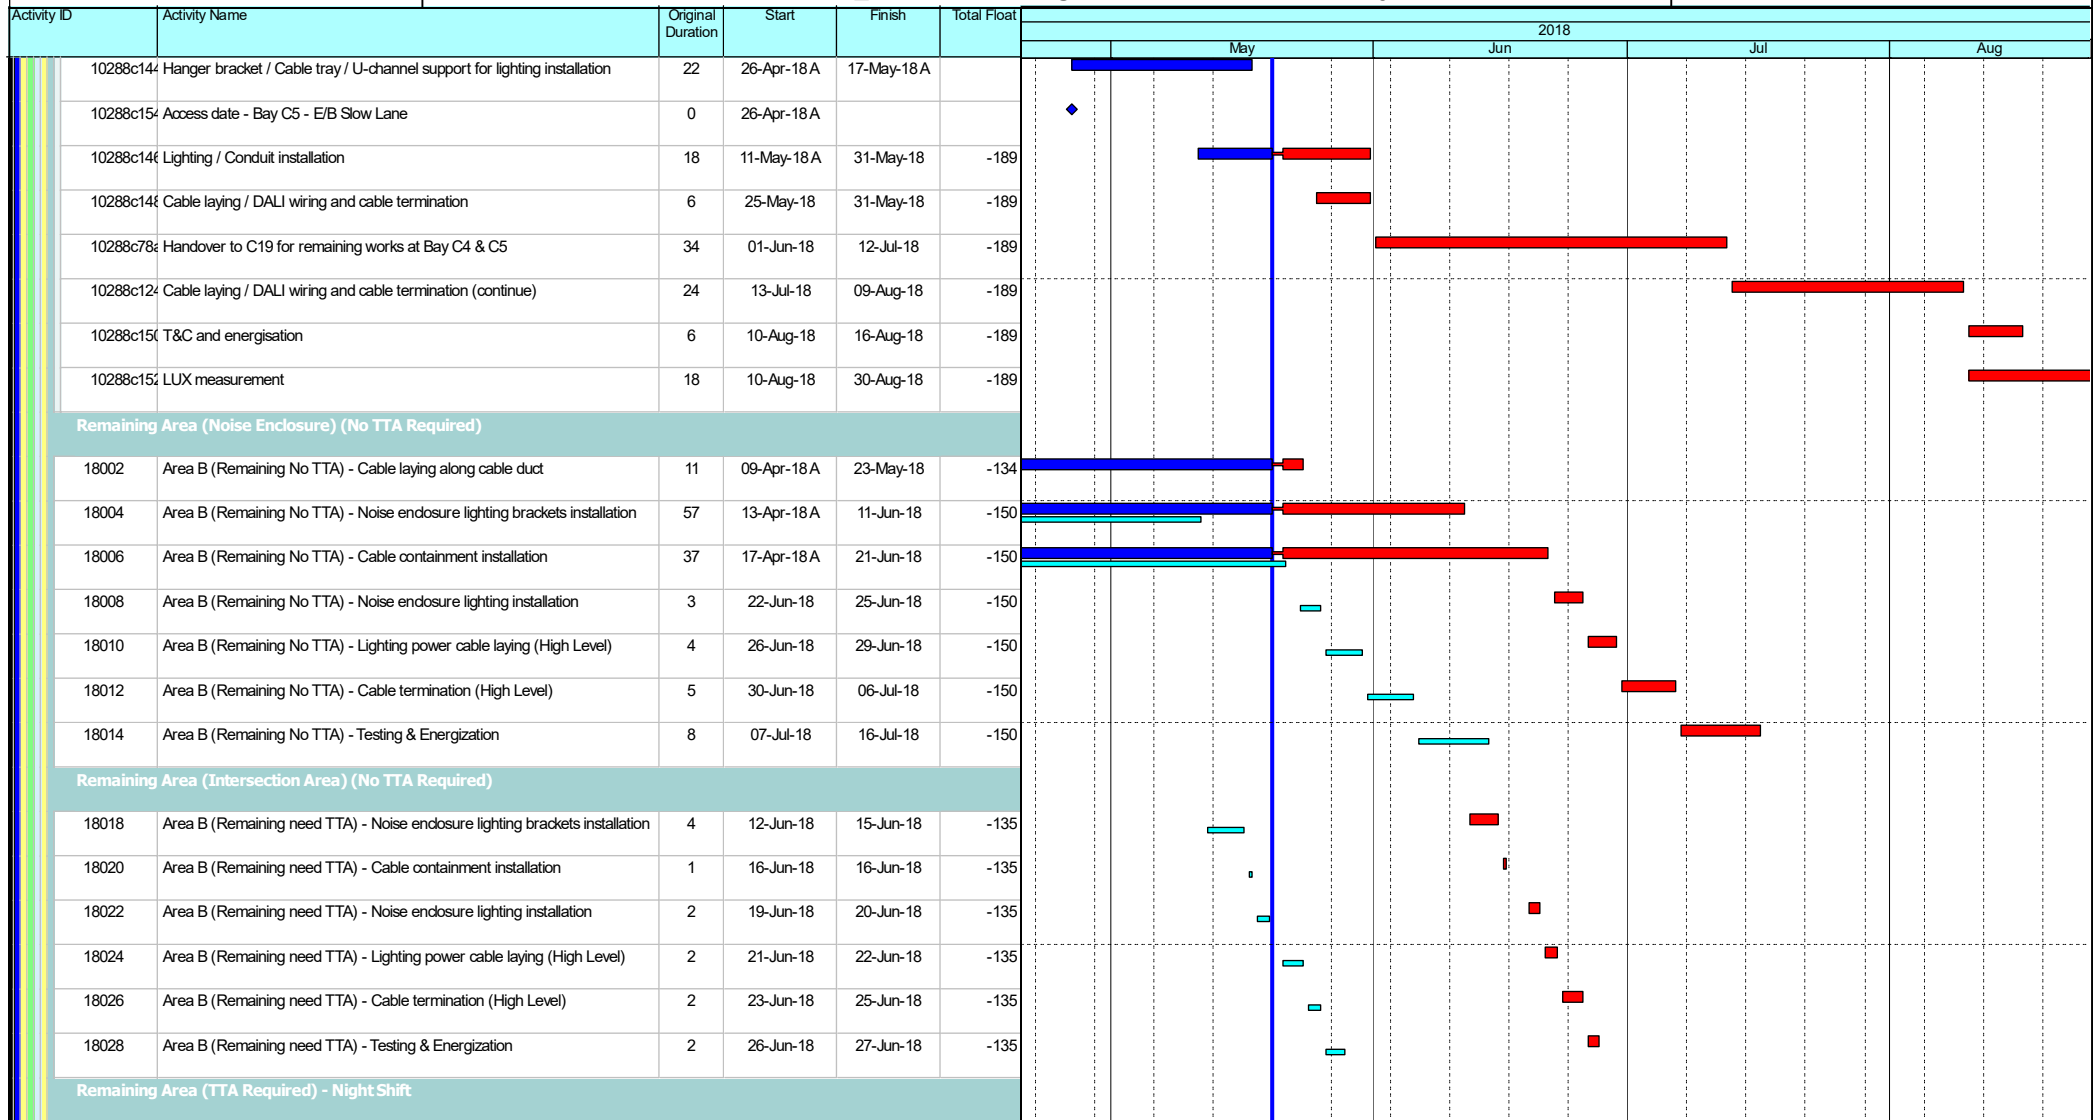 Activity ID Activity Name Original Duration Start Finish Total Float
2018
May Jun Jul Aug
10288c144 Hanger bracket / Cable tray / U-channel support for lighting installation 22 26-Apr-18 A 17-May-18 A
10288c154 Access date - Bay C5 - E/B Slow Lane 0 26-Apr-18 A
10288c146 Lighting / Conduit installation 18 11-May-18 A 31-May-18 -189
10288c148 Cable laying / DALI wiring and cable termination 6 25-May-18 31-May-18 -189
10288c78a Handover to C19 for remaining works at Bay C4 & C5 34 01-Jun-18 12-Jul-18 -189
10288c124 Cable laying / DALI wiring and cable termination (continue) 24 13-Jul-18 09-Aug-18 -189
10288c150 T&C and energisation 6 10-Aug-18 16-Aug-18 -189
10288c152 LUX measurement 18 10-Aug-18 30-Aug-18 -189
Remaining Area (Noise Enclosure) (No TTA Required)
18002 Area B (Remaining No TTA) - Cable laying along cable duct 11 09-Apr-18 A 23-May-18 -134
18004 Area B (Remaining No TTA) - Noise enclosure lighting brackets installation 57 13-Apr-18 A 11-Jun-18 -150
18006 Area B (Remaining No TTA) - Cable containment installation 37 17-Apr-18 A 21-Jun-18 -150
18008 Area B (Remaining No TTA) - Noise enclosure lighting installation 3 22-Jun-18 25-Jun-18 -150
18010 Area B (Remaining No TTA) - Lighting power cable laying (High Level) 4 26-Jun-18 29-Jun-18 -150
18012 Area B (Remaining No TTA) - Cable termination (High Level) 5 30-Jun-18 06-Jul-18 -150
18014 Area B (Remaining No TTA) - Testing & Energization 8 07-Jul-18 16-Jul-18 -150
Remaining Area (Intersection Area) (No TTA Required)
18018 Area B (Remaining need TTA) - Noise enclosure lighting brackets installation 4 12-Jun-18 15-Jun-18 -135
18020 Area B (Remaining need TTA) - Cable containment installation 1 16-Jun-18 16-Jun-18 -135
18022 Area B (Remaining need TTA) - Noise enclosure lighting installation 2 19-Jun-18 20-Jun-18 -135
18024 Area B (Remaining need TTA) - Lighting power cable laying (High Level) 2 21-Jun-18 22-Jun-18 -135
18026 Area B (Remaining need TTA) - Cable termination (High Level) 2 23-Jun-18 25-Jun-18 -135
18028 Area B (Remaining need TTA) - Testing & Energization 2 26-Jun-18 27-Jun-18 -135
Remaining Area (TTA Required) - Night Shift